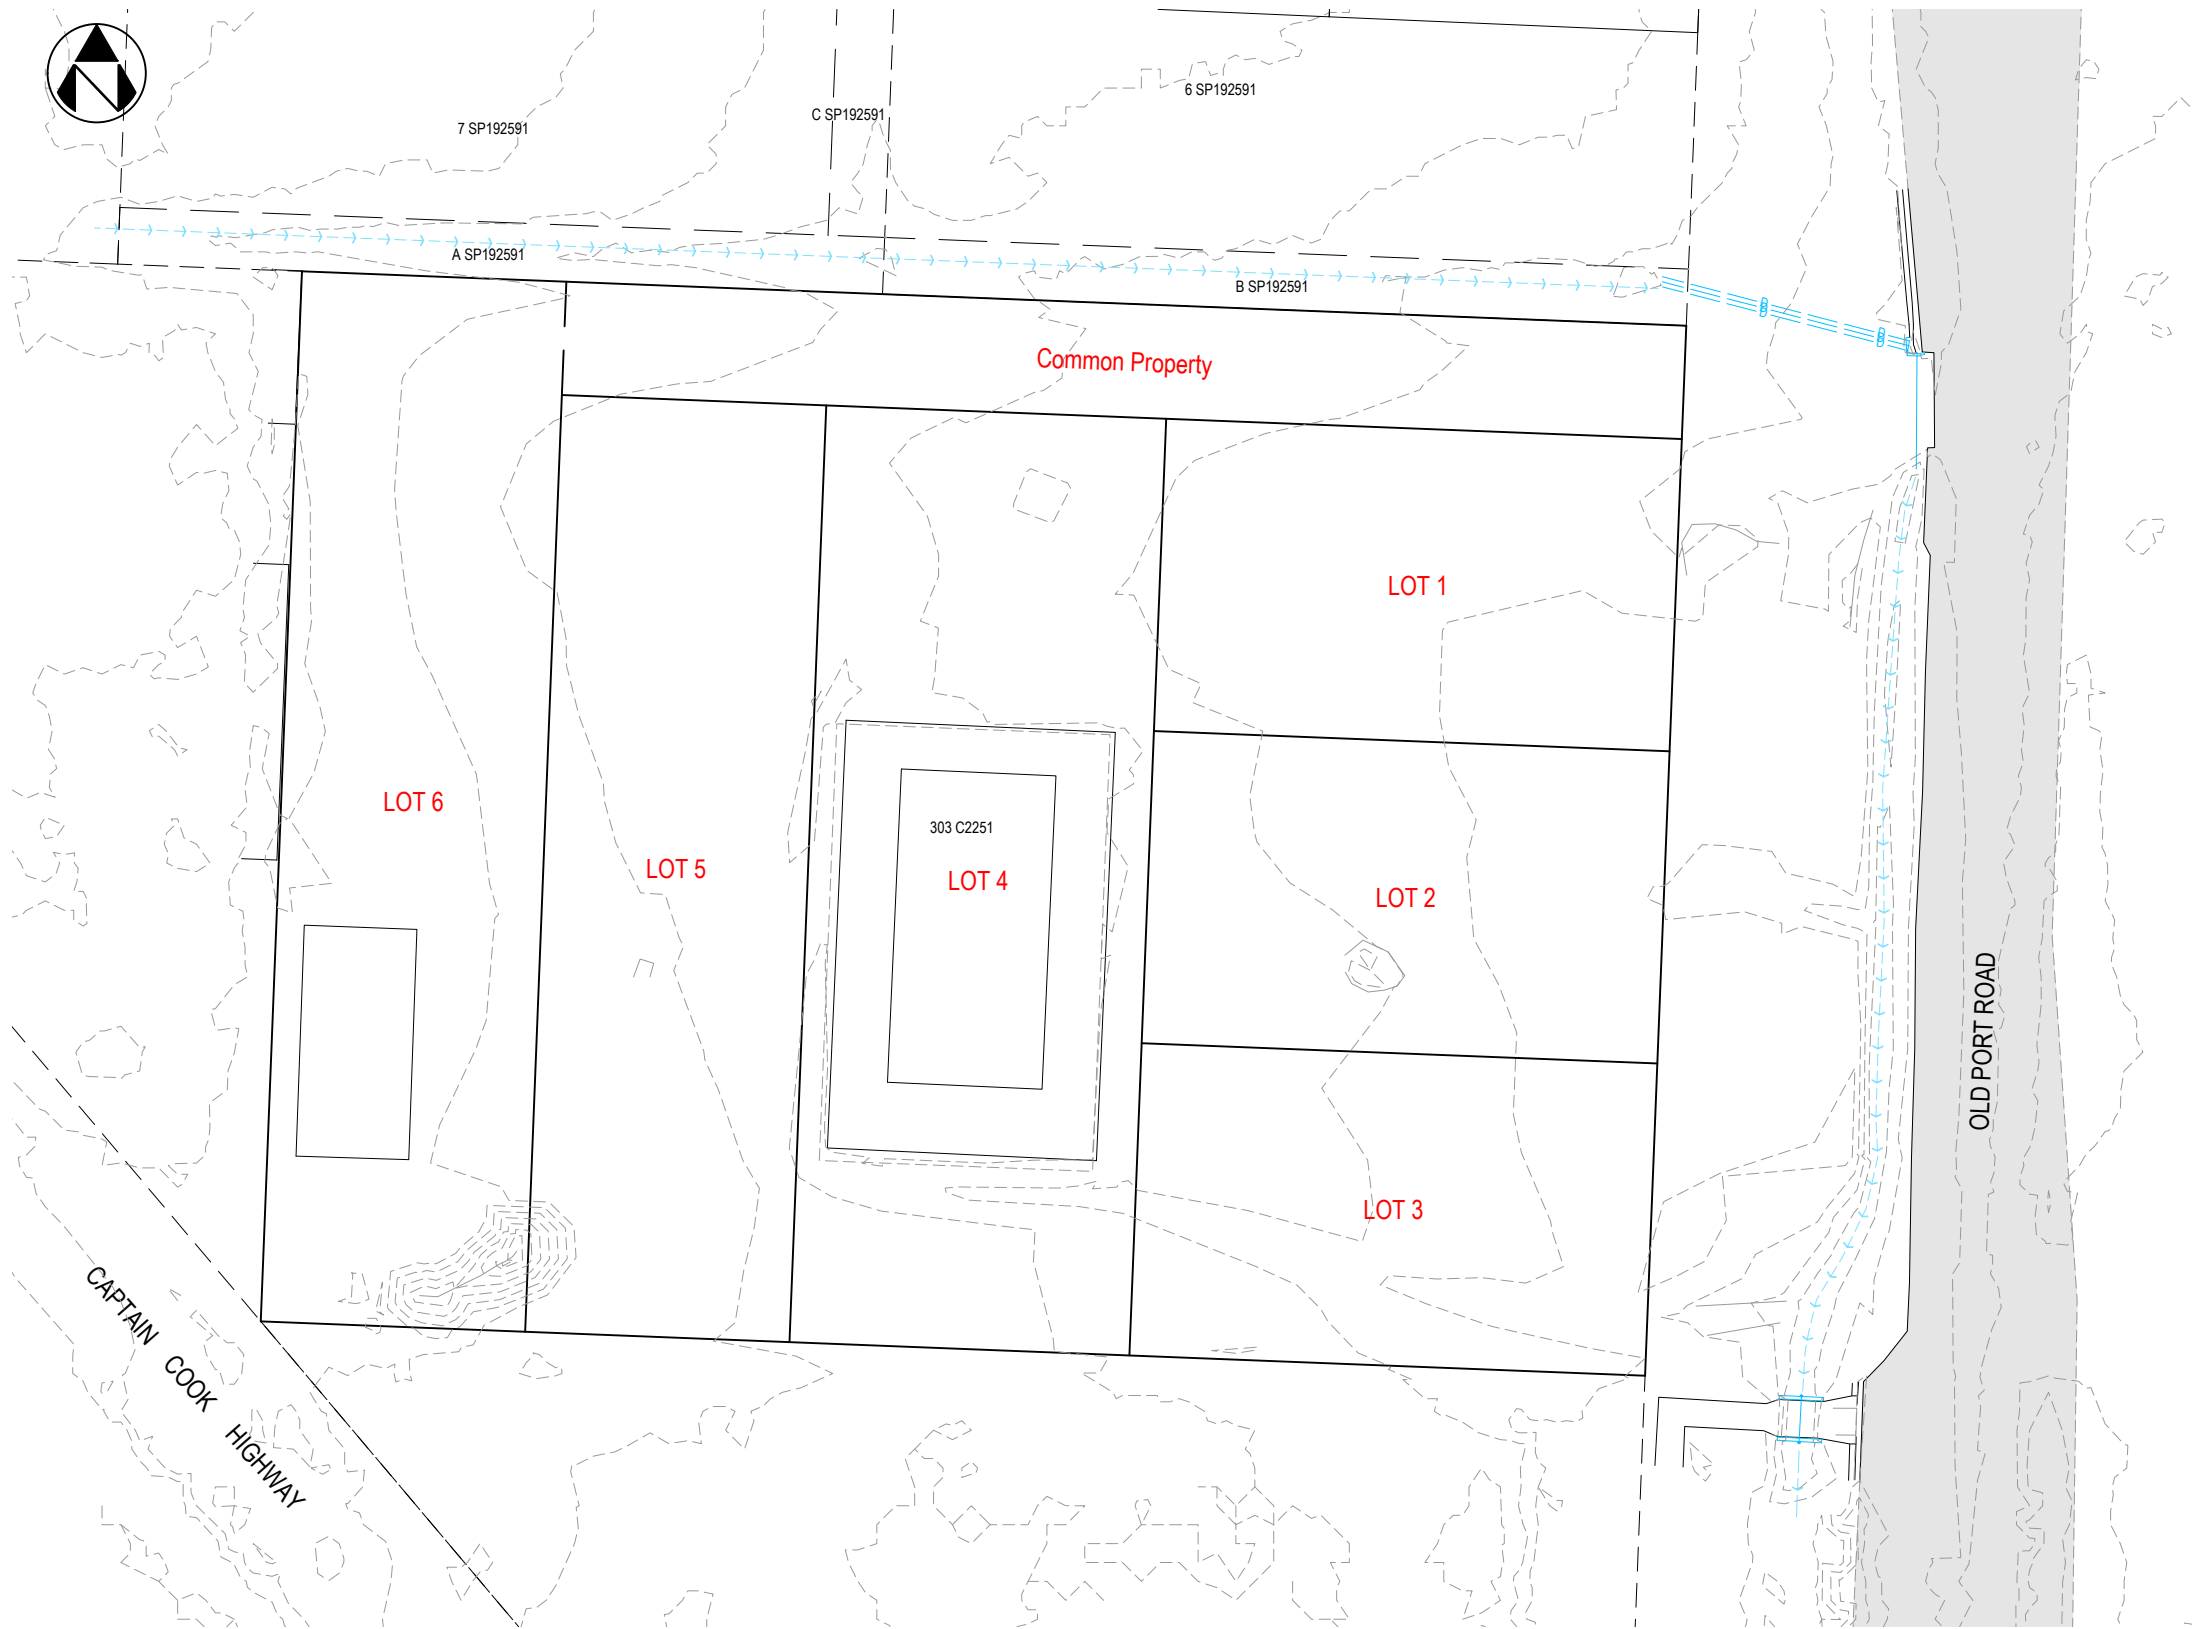 N
6 SP192591
C SP192591
7 SP192591
A SP192591
B SP192591
D
D
D
D
D
D
Common Property
LOT 1
LOT 6
303 C2251
LOT 5
LOT 4
LOT 2
OLD PORT ROAD
LOT 3
CAPTAIN COOK HIGHWAY